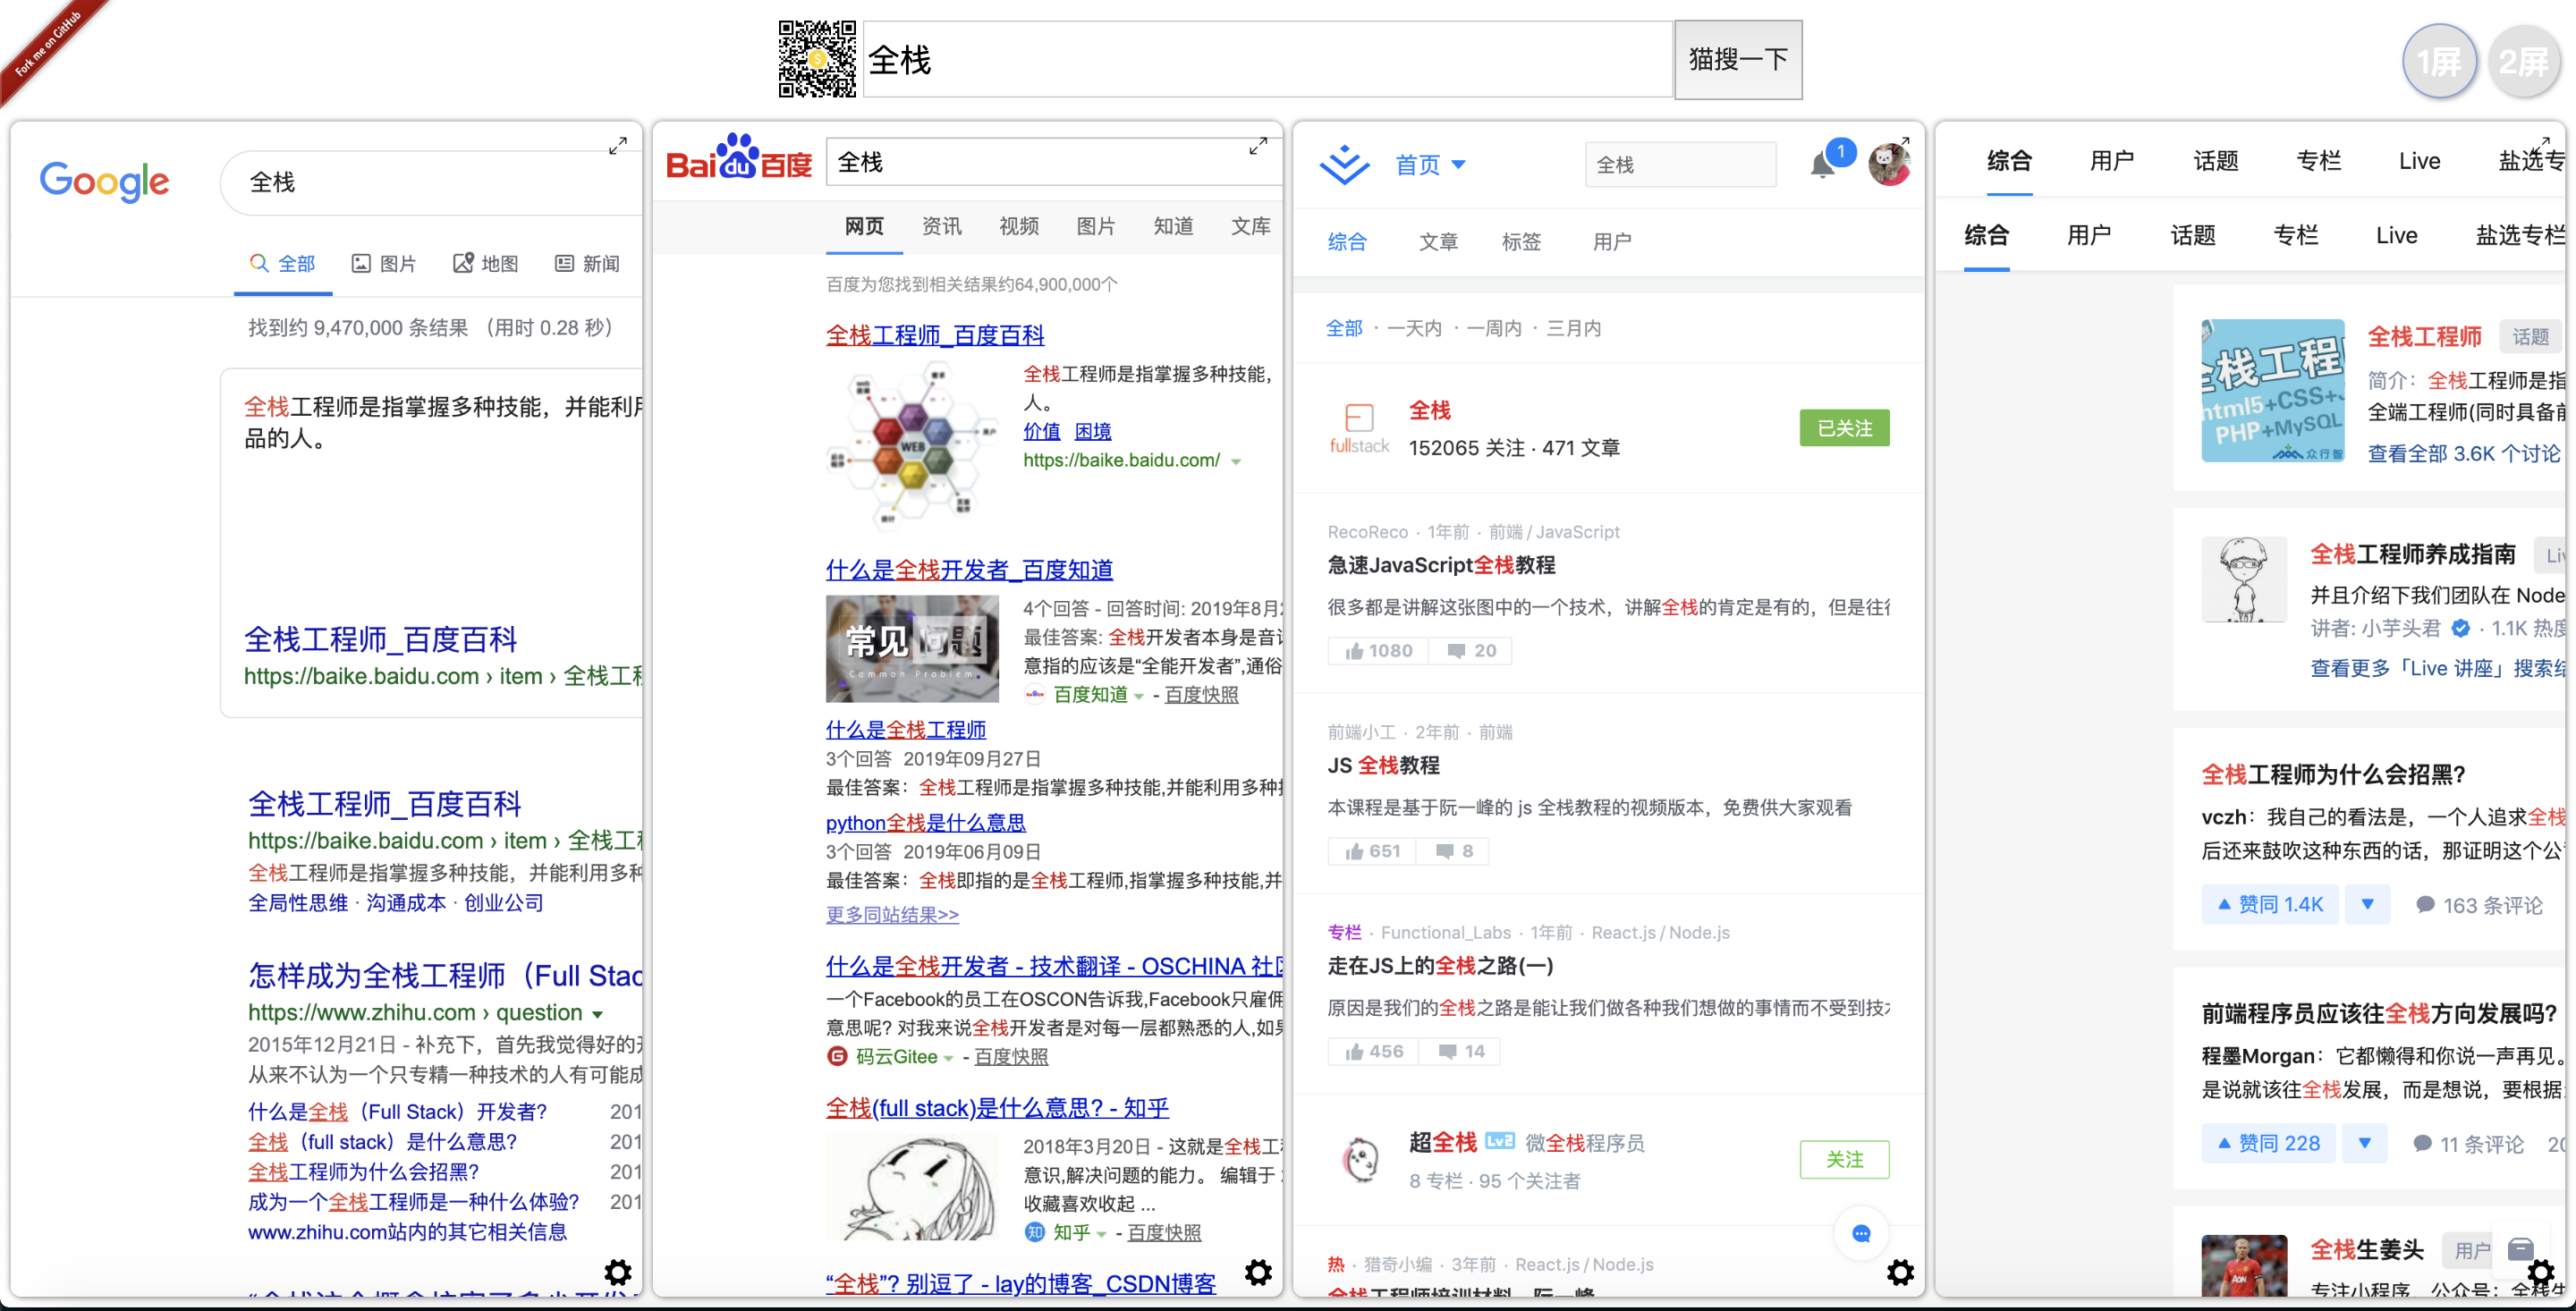 Fork me on GitHub
全栈
猫搜一下
1屏
2屏
Google
全栈
全部
图片
地图
新闻
找到约 9,470,000 条结果 （用时 0.28 秒）
全栈工程师是指掌握多种技能，并能利用
品的人。
全栈工程师_百度百科
https://baike.baidu.com › item › 全栈工程
全栈工程师_百度百科
https://baike.baidu.com › item › 全栈工程
全栈工程师是指掌握多种技能，并能利用多种
全局性思维 · 沟通成本 · 创业公司
怎样成为全栈工程师（Full Stac
https://www.zhihu.com › question
2015年12月21日 - 补充下，首先我觉得好的
从来不认为一个只专精一种技术的人有可能成
什么是全栈（Full Stack）开发者? 201
全栈（full stack）是什么意思? 201
全栈工程师为什么会招黑? 201
成为一个全栈工程师是一种什么体验? 201
www.zhihu.com站内的其它相关信息
Bai du 百度
全栈
网页
资讯
视频
图片
知道
文库
百度为您找到相关结果约64,900,000个
全栈工程师_百度百科
WEB
全栈工程师是指掌握多种技能，
人。
价值 困境
https://baike.baidu.com/
什么是全栈开发者_百度知道
常见问题
Common Problem
4个回答 - 回答时间: 2019年8月2
最佳答案: 全栈开发者本身是音译
意指的应该是“全能开发者”,通俗
百度知道 - 百度快照
什么是全栈工程师
3个回答 2019年09月27日
最佳答案：全栈工程师是指掌握多种技能,并能利用多种
python全栈是什么意思
3个回答 2019年06月09日
最佳答案：全栈即指的是全栈工程师,指掌握多种技能,并
更多同站结果>>
什么是全栈开发者 - 技术翻译 - OSCHINA 社区
一个Facebook的员工在OSCON告诉我,Facebook只雇佣
意思呢? 对我来说全栈开发者是对每一层都熟悉的人,如果
码云Gitee - 百度快照
全栈(full stack)是什么意思? - 知乎
2018年3月20日 - 这就是全栈工
意识,解决问题的能力。 编辑于
收藏喜欢收起 ...
知乎 - 百度快照
“全栈”? 别逗了 - lay的博客_CSDN博客
首页
全栈
1
综合
文章
标签
用户
全部 · 一天内 · 一周内 · 三月内
fullstack
全栈
152065 关注 · 471 文章
已关注
RecoReco · 1年前 · 前端 / JavaScript
急速JavaScript全栈教程
很多都是讲解这张图中的一个技术，讲解全栈的肯定是有的，但是往往
1080
20
前端小工 · 2年前 · 前端
JS 全栈教程
本课程是基于阮一峰的 js 全栈教程的视频版本，免费供大家观看
651
8
专栏 · Functional_Labs · 1年前 · React.js / Node.js
走在JS上的全栈之路(一)
原因是我们的全栈之路是能让我们做各种我们想做的事情而不受到技术
456
14
超全栈 Lv2 微全栈程序员
8 专栏 · 95 个关注者
关注
热 · 猎奇小编 · 3年前 · React.js / Node.js
全栈工程师培训材料，阮一峰
综合
用户
话题
专栏
Live
盐选专
综合
用户
话题
专栏
Live
盐选专栏
全栈工程
html5+CSS+J
PHP+MySQL
众行智
全栈工程师 话题
简介：全栈工程师是指
全端工程师(同时具备前
查看全部 3.6K 个讨论
全栈工程师养成指南 Liv
并且介绍下我们团队在 Node
讲者: 小芋头君 · 1.1K 热度
查看更多「Live 讲座」搜索结
全栈工程师为什么会招黑?
vczh：我自己的看法是，一个人追求全栈
后还来鼓吹这种东西的话，那证明这个公
赞同 1.4K
163 条评论
前端程序员应该往全栈方向发展吗?
程墨Morgan：它都懒得和你说一声再见。
是说就该往全栈发展，而是想说，要根据
赞同 228
11 条评论
20
全栈生姜头 用户
专注小程序，公众号：全栈生